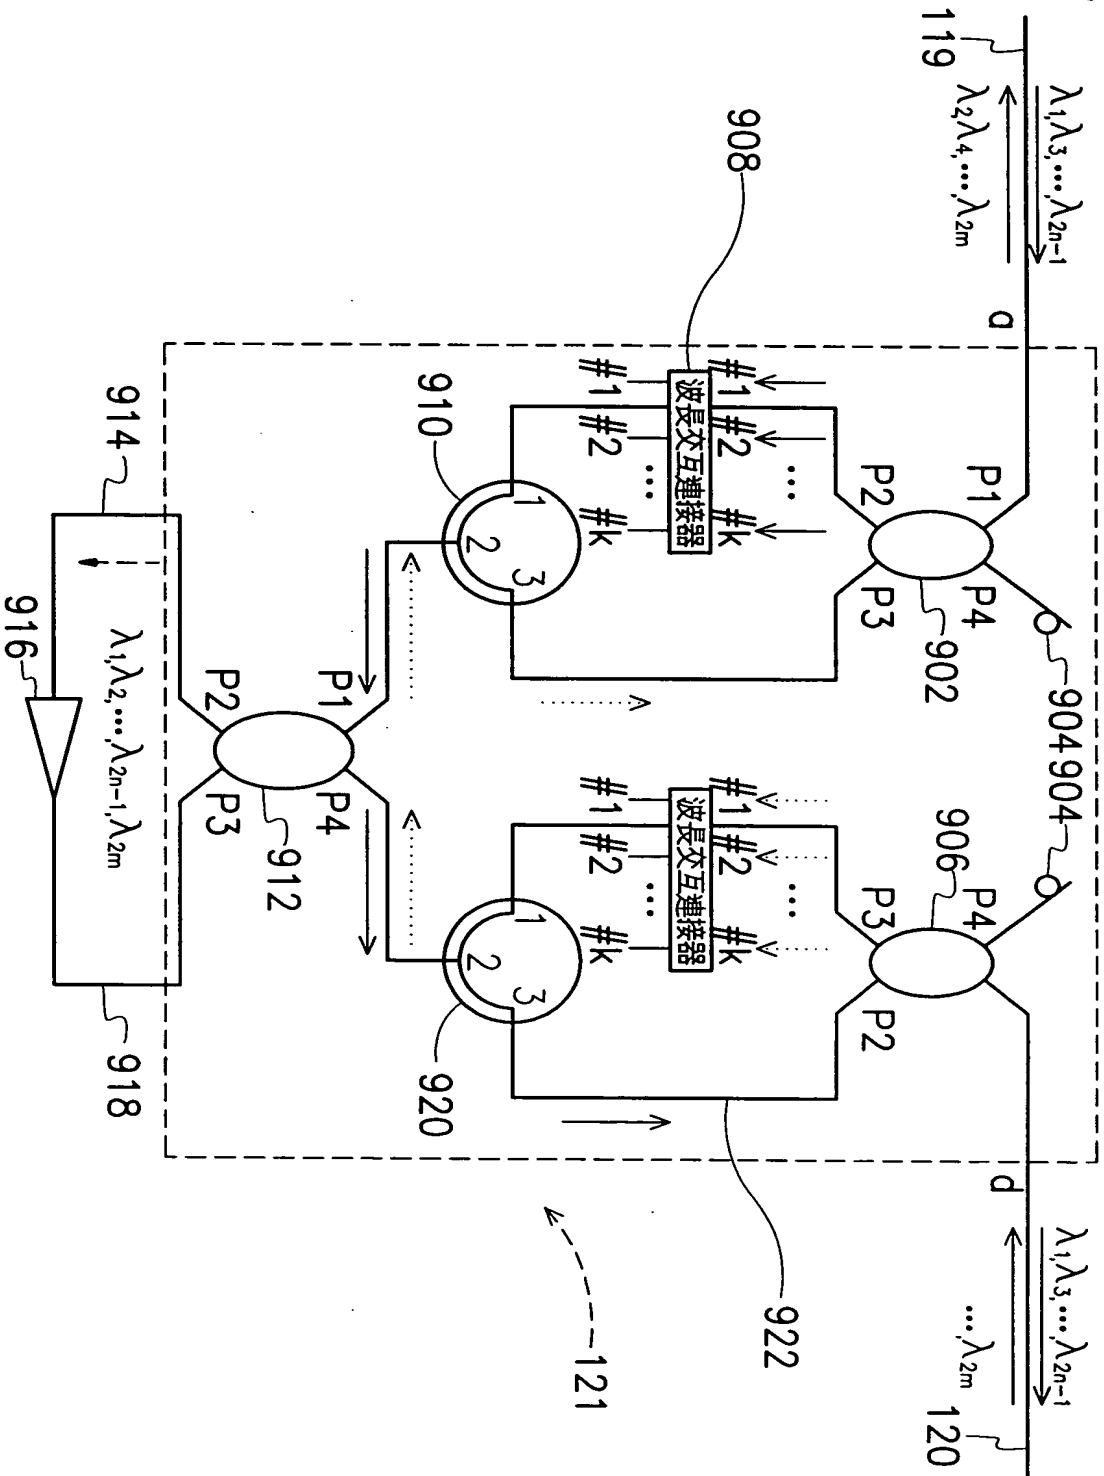 λ₁,λ₃,...,λ₂ₙ₋₁
119
λ₂,λ₄,...,λ₂ₘ
a
908
#1 #2 ... #k
波長交互連接器
#1 #2 ... #k
910
1
2
3
P1
P4
P2
P3
902
904
904
906
P4
P3
P2
#1 #2 ... #k
波長交互連接器
#1 #2 ... #k
1
2
3
920
922
d
λ₁,λ₃,...,λ₂ₙ₋₁
...,λ₂ₘ
120
121
P1
P4
P2
P3
912
914
λ₁,λ₂,...,λ₂ₙ₋₁,λ₂ₘ
916
918